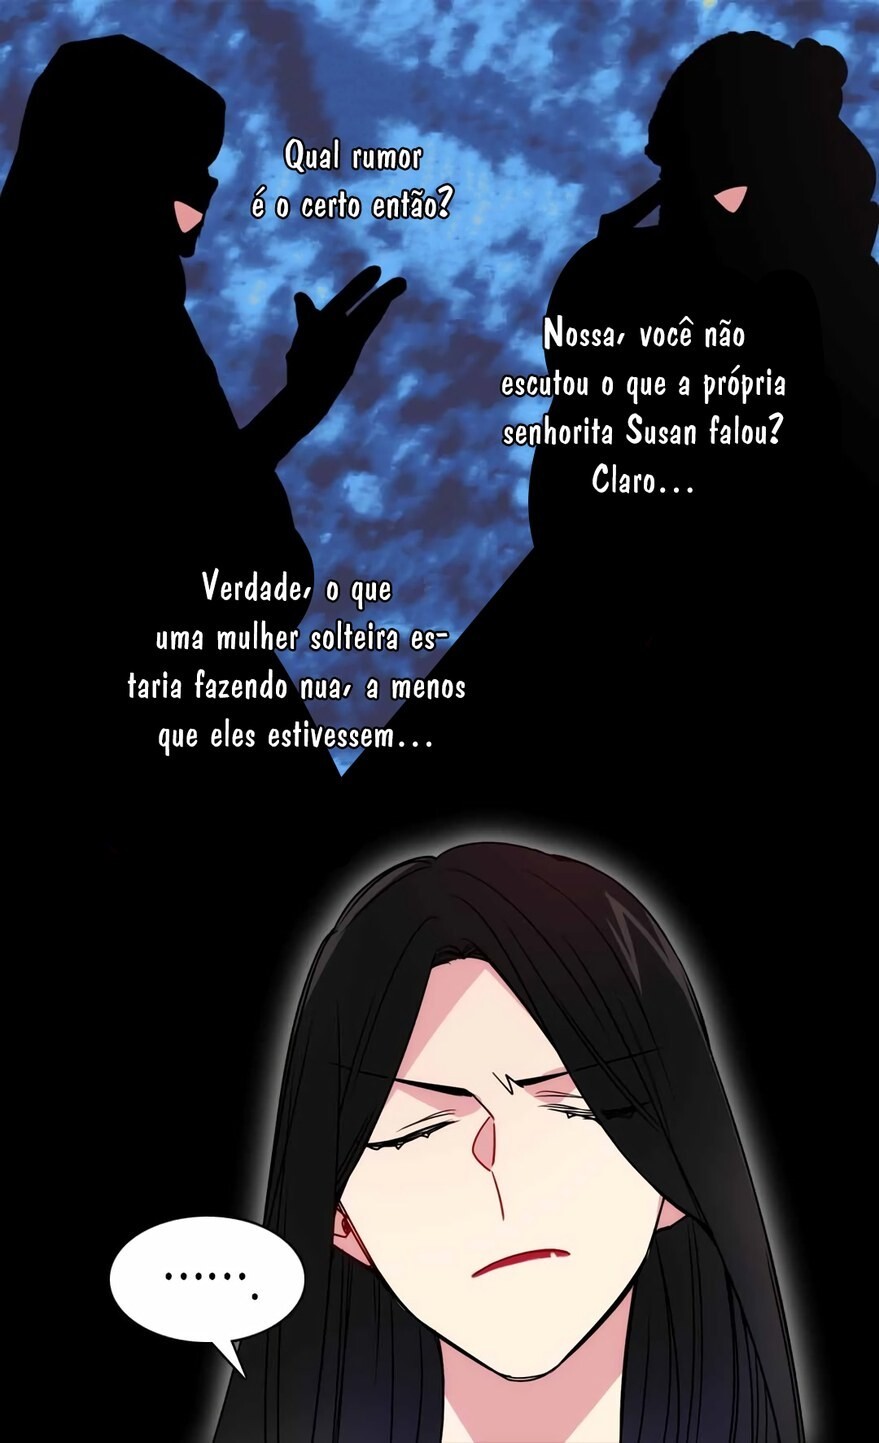 Qual rumor
é o certo então?
Nossa, você não
escutou o que a própria
senhorita Susan falou?
Claro...
Verdade, o que
uma mulher solteira es-
taria fazendo nua, a menos
que eles estivessem...
.......